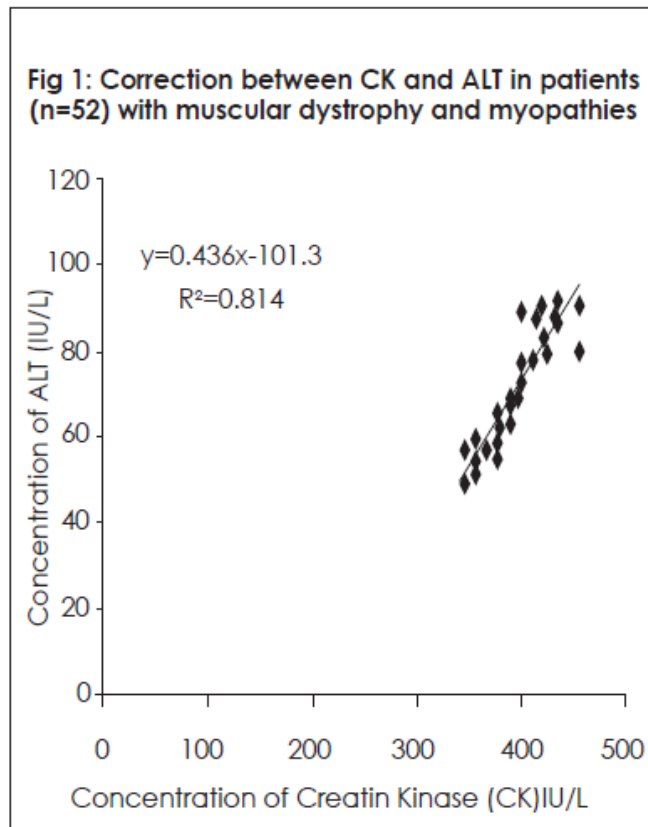 Fig 1: Correction between CK and ALT in patients
(n=52) with muscular dystrophy and myopathies
120
y=0.436x-101.3
100
R²=0.814
80
60
40
20
0
Concentration of ALT (IU/L)
0 100 200 300 400 500
Concentration of Creatin Kinase (CK)IU/L